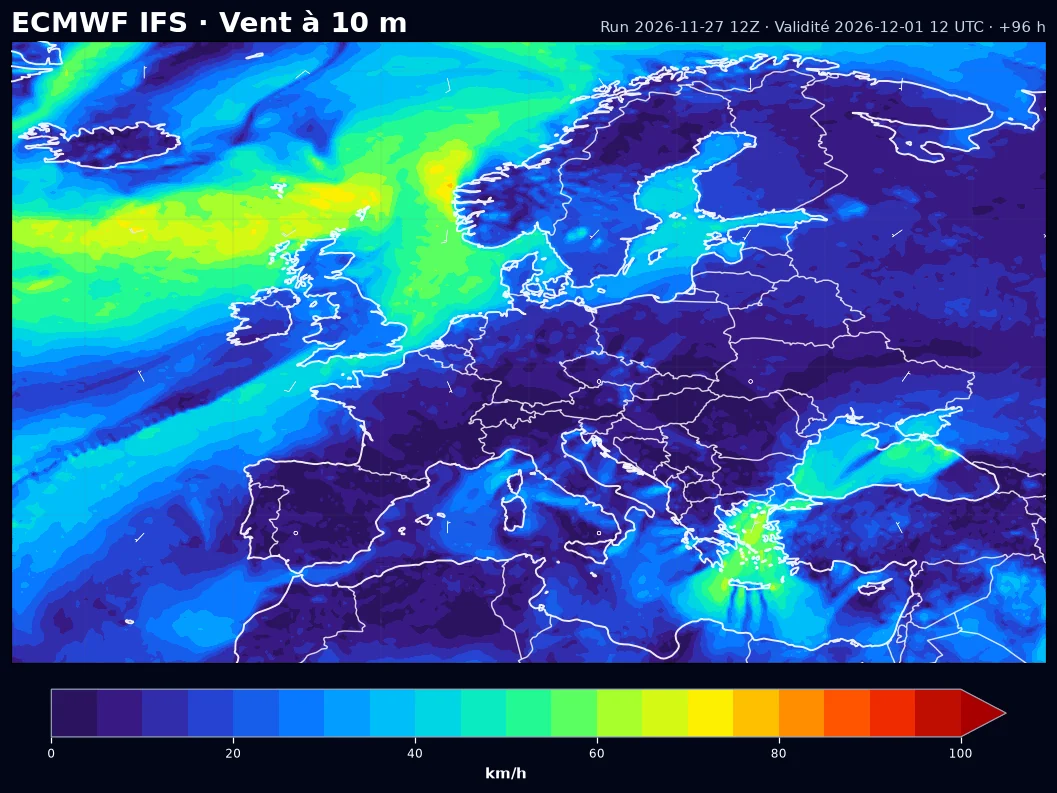 ECMWF IFS · Vent à 10 m
Run 2026-11-27 12Z · Validité 2026-12-01 12 UTC · +96 h
0 20 40 60 80 100
km/h